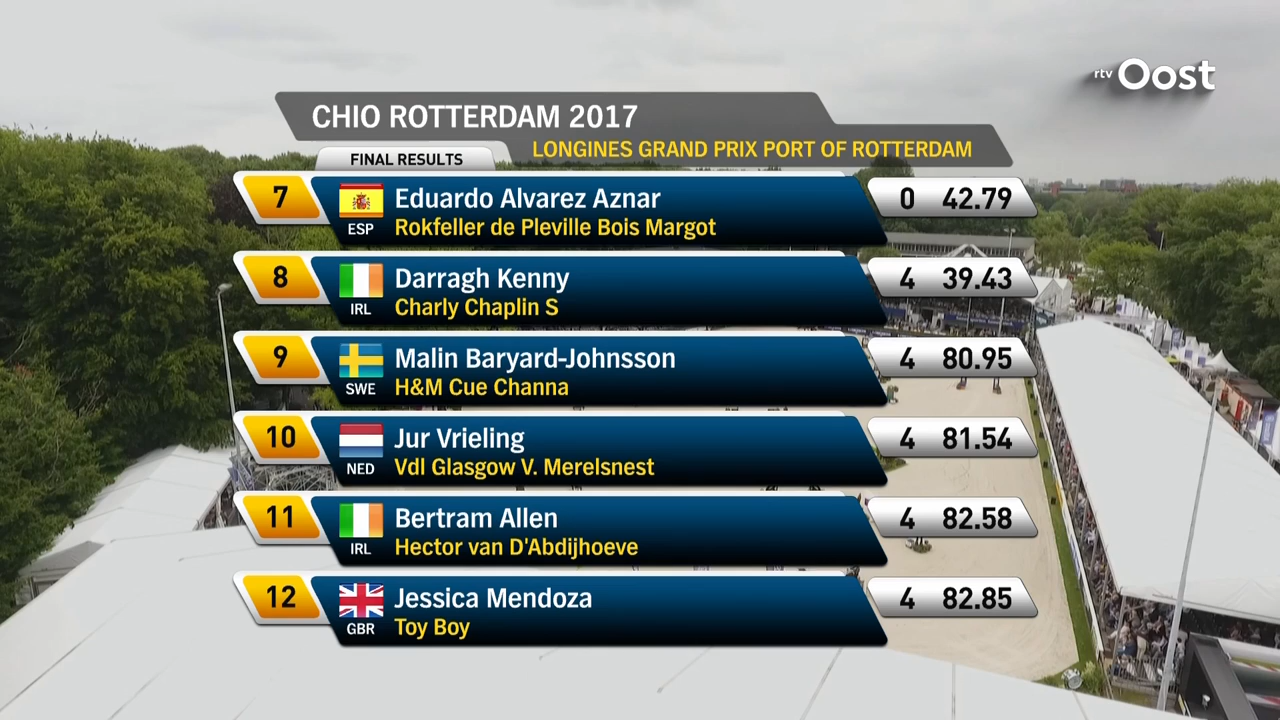 rtv Oost
CHIO ROTTERDAM 2017
LONGINES GRAND PRIX PORT OF ROTTERDAM
FINAL RESULTS
7 ESP Eduardo Alvarez Aznar 0 42.79
Rokfeller de Pleville Bois Margot
8 IRL Darragh Kenny 4 39.43
Charly Chaplin S
9 SWE Malin Baryard-Johnsson 4 80.95
H&M Cue Channa
10 NED Jur Vrieling 4 81.54
Vdl Glasgow V. Merelsnest
11 IRL Bertram Allen 4 82.58
Hector van D'Abdijhoeve
12 GBR Jessica Mendoza 4 82.85
Toy Boy